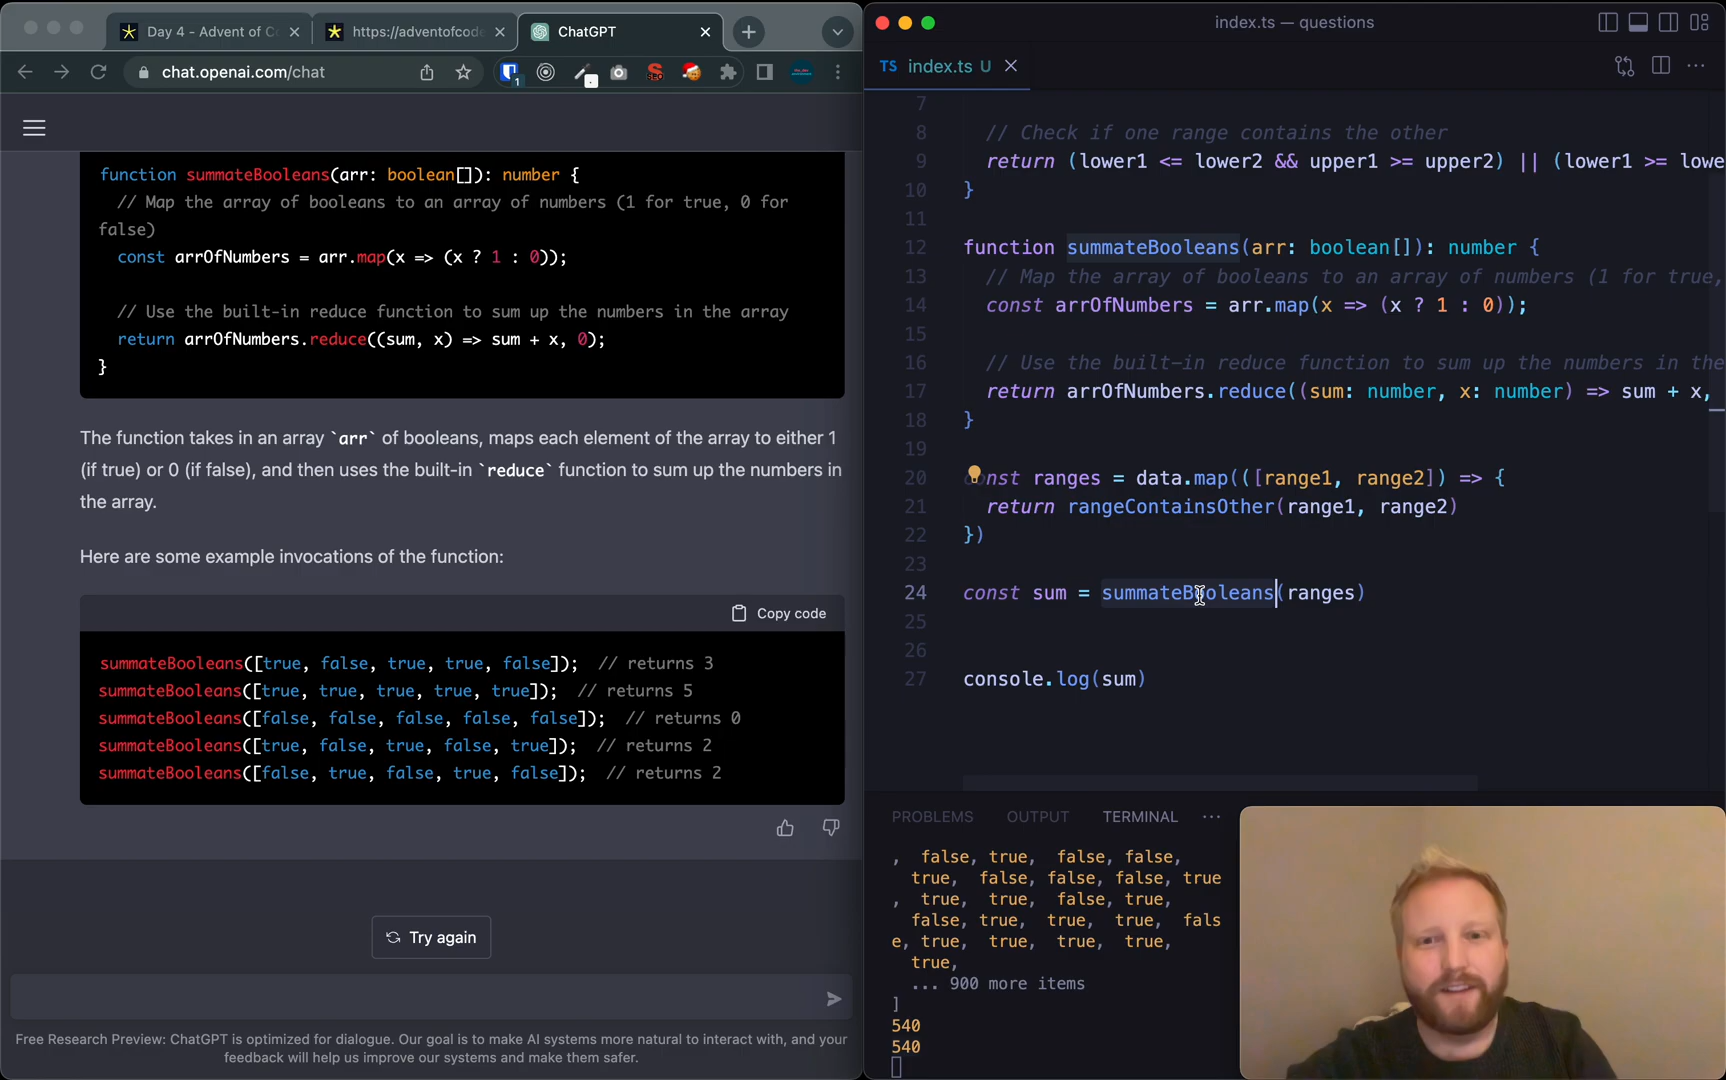 Day 4 - Advent of C
https://adventofcode
ChatGPT
chat.openai.com/chat
1
function summateBooleans(arr: boolean[]): number {
// Map the array of booleans to an array of numbers (1 for true, 0 for
false)
const arrOfNumbers = arr.map(x => (x ? 1 : 0));
// Use the built-in reduce function to sum up the numbers in the array
return arrOfNumbers.reduce((sum, x) => sum + x, 0);
}
The function takes in an array `arr` of booleans, maps each element of the array to either 1
(if true) or 0 (if false), and then uses the built-in `reduce` function to sum up the numbers in
the array.
Here are some example invocations of the function:
Copy code
summateBooleans([true, false, true, true, false]);  // returns 3
summateBooleans([true, true, true, true, true]);  // returns 5
summateBooleans([false, false, false, false, false]);  // returns 0
summateBooleans([true, false, true, false, true]);  // returns 2
summateBooleans([false, true, false, true, false]);  // returns 2
Try again
Free Research Preview: ChatGPT is optimized for dialogue. Our goal is to make AI systems more natural to interact with, and your
feedback will help us improve our systems and make them safer.
index.ts — questions
TS index.ts U
7
8 // Check if one range contains the other
9 return (lower1 <= lower2 && upper1 >= upper2) || (lower1 >= lowe
10 }
11
12 function summateBooleans(arr: boolean[]): number {
13 // Map the array of booleans to an array of numbers (1 for true,
14 const arrOfNumbers = arr.map(x => (x ? 1 : 0));
15
16 // Use the built-in reduce function to sum up the numbers in the
17 return arrOfNumbers.reduce((sum: number, x: number) => sum + x,
18 }
19
20 const ranges = data.map(([range1, range2]) => {
21 return rangeContainsOther(range1, range2)
22 })
23
24 const sum = summateBooleans(ranges)
25
26
27 console.log(sum)
PROBLEMS OUTPUT TERMINAL ...
,  false, true,  false, false,
true,  false, false, false, true
,  true,  true,  false, true,
false, true,  true,  true,  fals
e, true,  true,  true,  true,
true,
... 900 more items
]
540
540